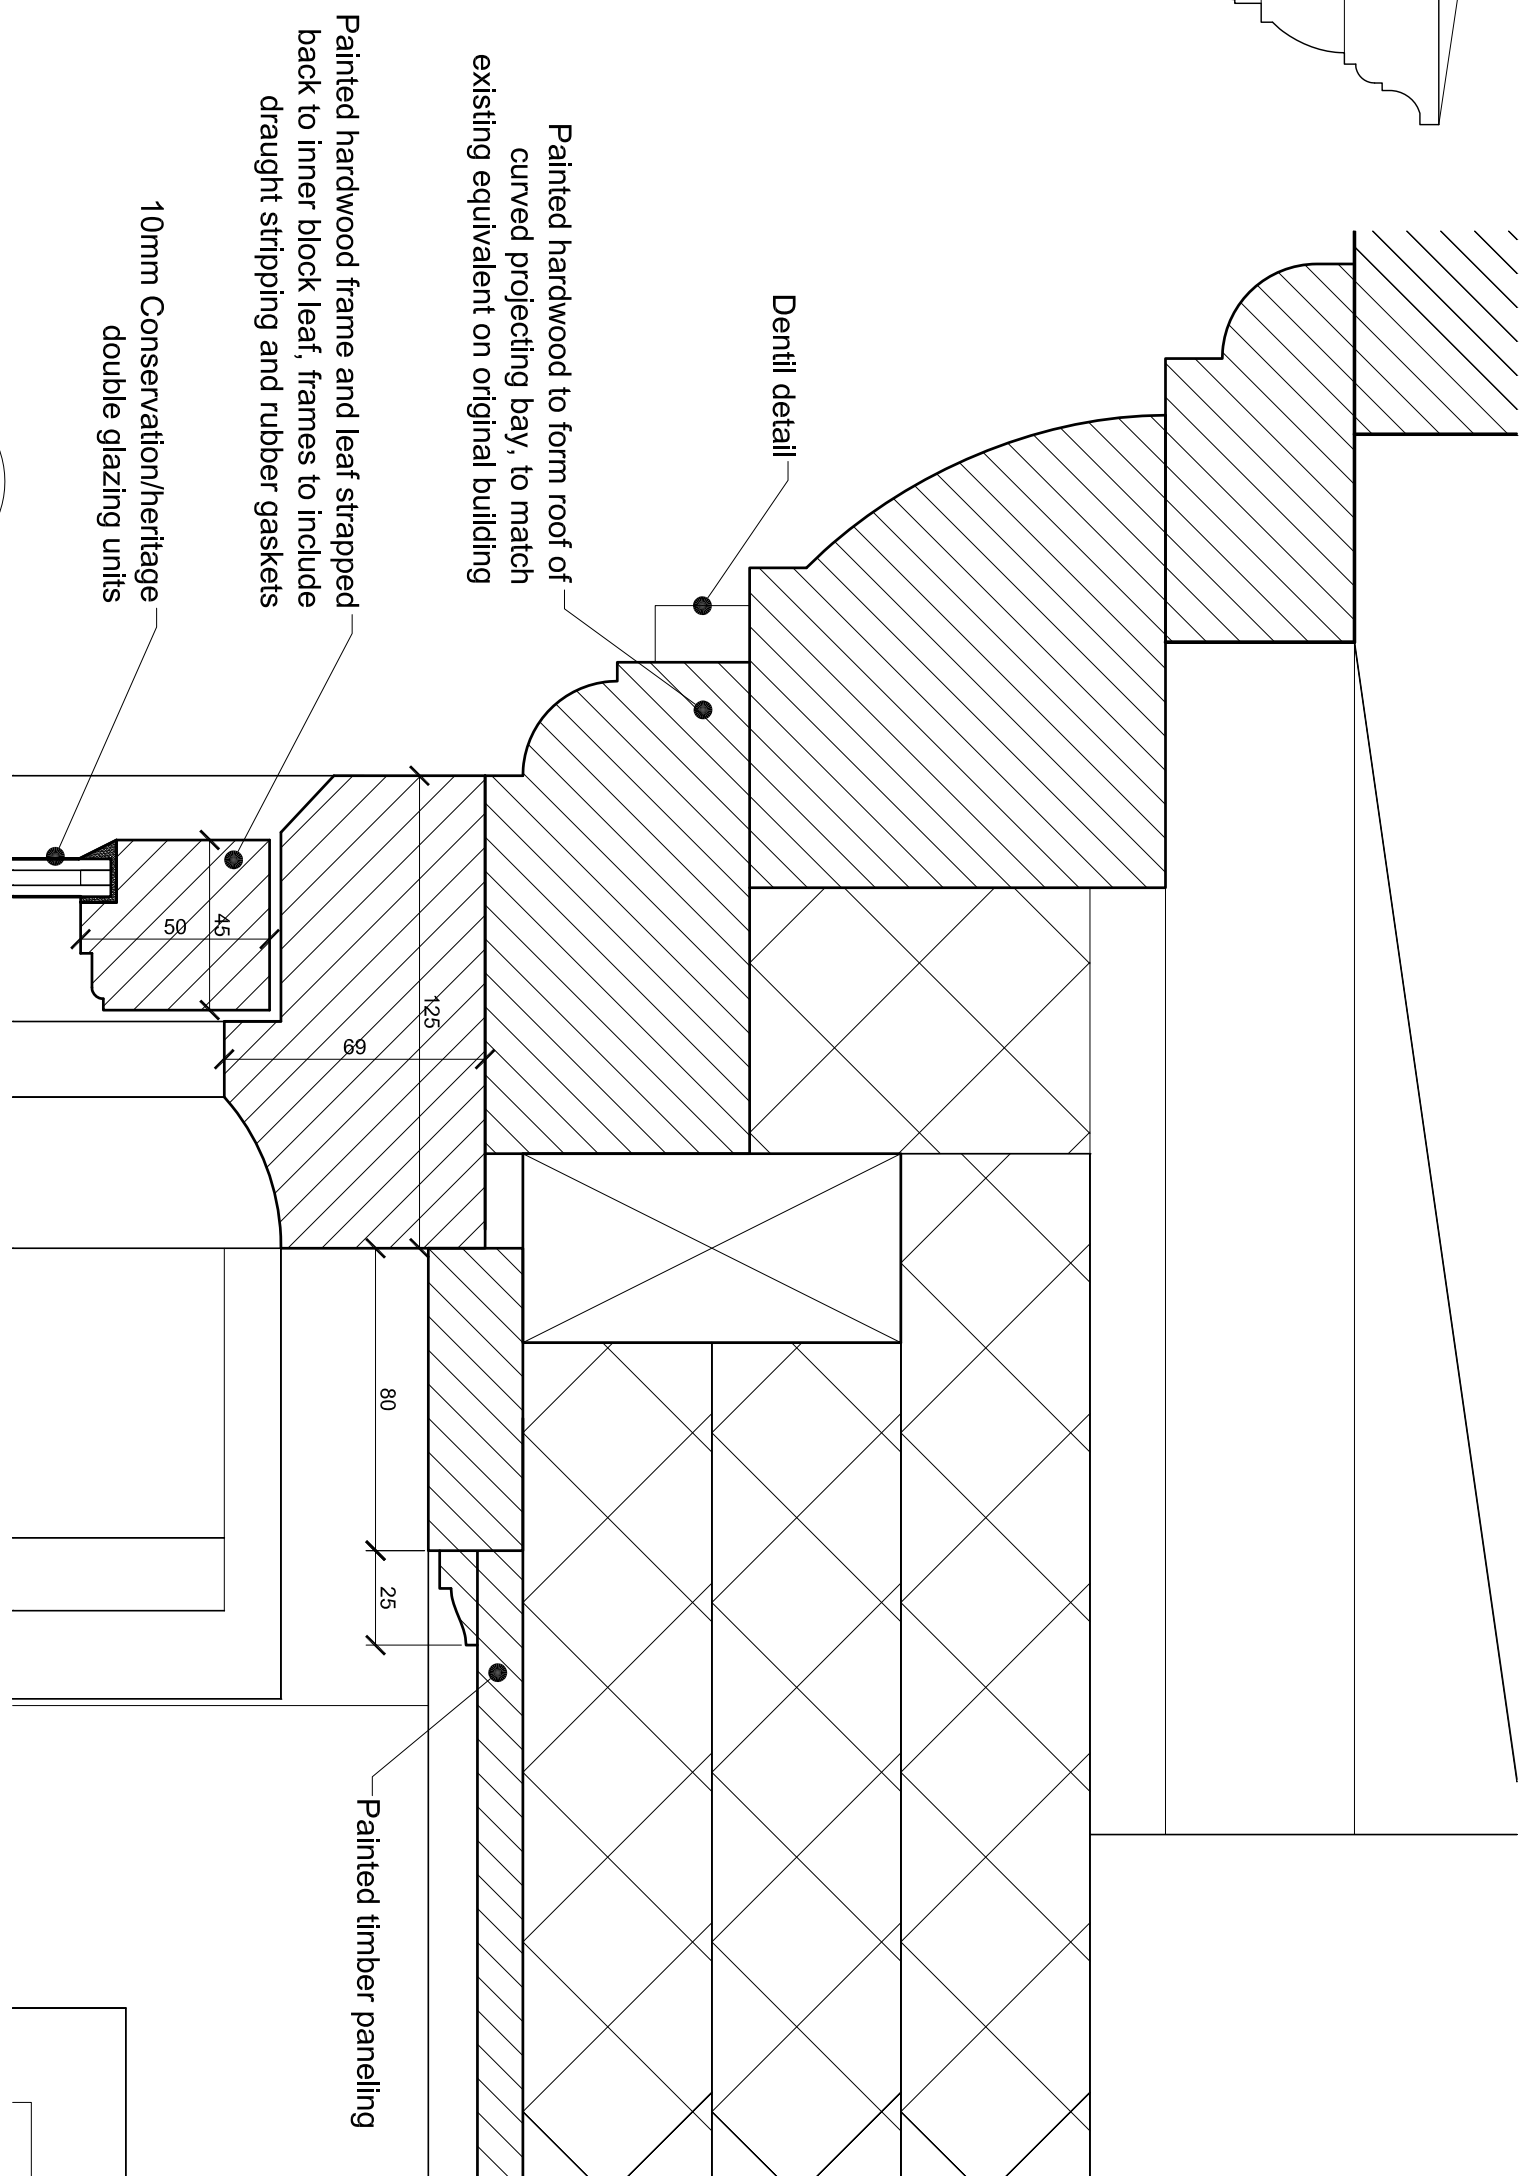 Dentil detail
Painted hardwood to form roof of
curved projecting bay, to match
existing equivalent on original building
Painted hardwood frame and leaf strapped
back to inner block leaf, frames to include
draught stripping and rubber gaskets
10mm Conservation/heritage
double glazing units
125
69
45
50
80
25
Painted timber paneling